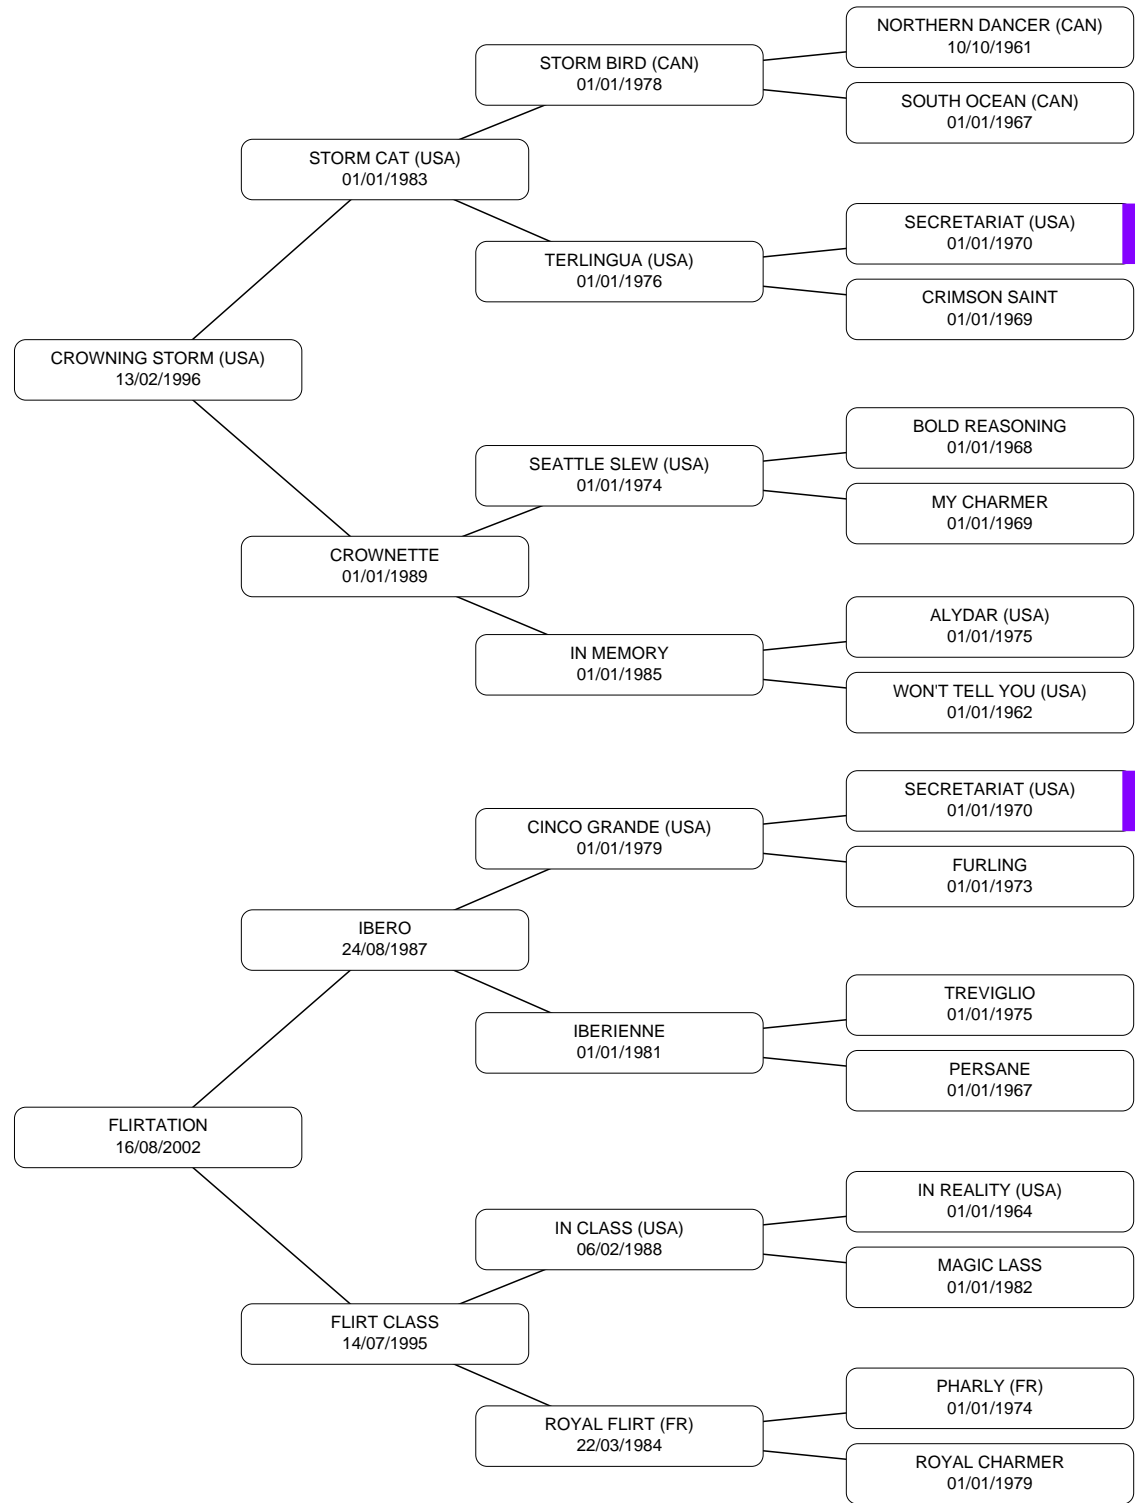 NORTHERN DANCER (CAN)
10/10/1961
STORM BIRD (CAN)
01/01/1978
SOUTH OCEAN (CAN)
01/01/1967
STORM CAT (USA)
01/01/1983
SECRETARIAT (USA)
01/01/1970
TERLINGUA (USA)
01/01/1976
CRIMSON SAINT
01/01/1969
CROWNING STORM (USA)
13/02/1996
BOLD REASONING
01/01/1968
SEATTLE SLEW (USA)
01/01/1974
MY CHARMER
01/01/1969
CROWNETTE
01/01/1989
ALYDAR (USA)
01/01/1975
IN MEMORY
01/01/1985
WON'T TELL YOU (USA)
01/01/1962
SECRETARIAT (USA)
01/01/1970
CINCO GRANDE (USA)
01/01/1979
FURLING
01/01/1973
IBERO
24/08/1987
TREVIGLIO
01/01/1975
IBERIENNE
01/01/1981
PERSANE
01/01/1967
FLIRTATION
16/08/2002
IN REALITY (USA)
01/01/1964
IN CLASS (USA)
06/02/1988
MAGIC LASS
01/01/1982
FLIRT CLASS
14/07/1995
PHARLY (FR)
01/01/1974
ROYAL FLIRT (FR)
22/03/1984
ROYAL CHARMER
01/01/1979